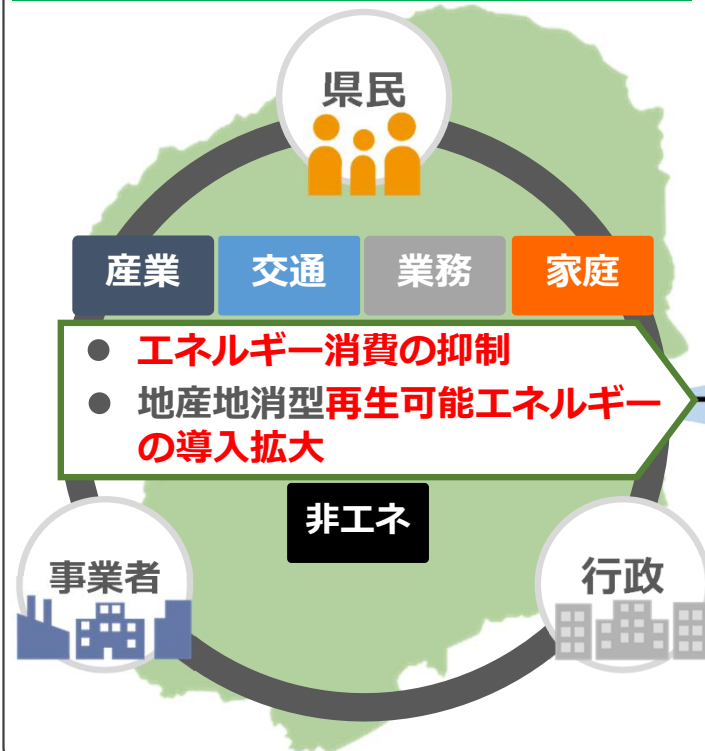 県民
産業 交通 業務 家庭
● エネルギー消費の抑制
● 地産地消型再生可能エネルギー
の導入拡大
非エネ
事業者
行政